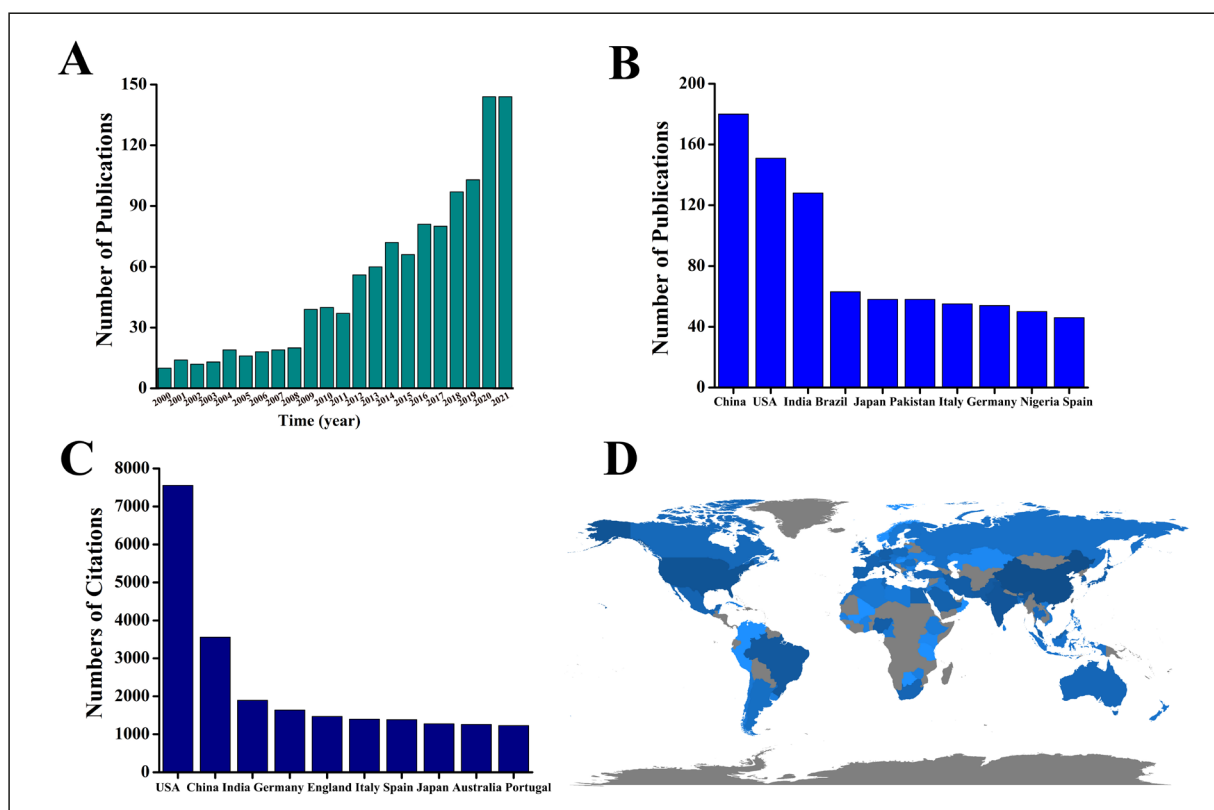 A
Number of Publications
150
120
90
60
30
0
2000 2001 2002 2003 2004 2005 2006 2007 2008 2009 2010 2011 2012 2013 2014 2015 2016 2017 2018 2019 2020 2021
Time (year)
B
Number of Publications
200
160
120
80
40
0
China USA India Brazil Japan Pakistan Italy Germany Nigeria Spain
C
Numbers of Citations
8000
7000
6000
5000
4000
3000
2000
1000
0
USA China India Germany England Italy Spain Japan Australia Portugal
D